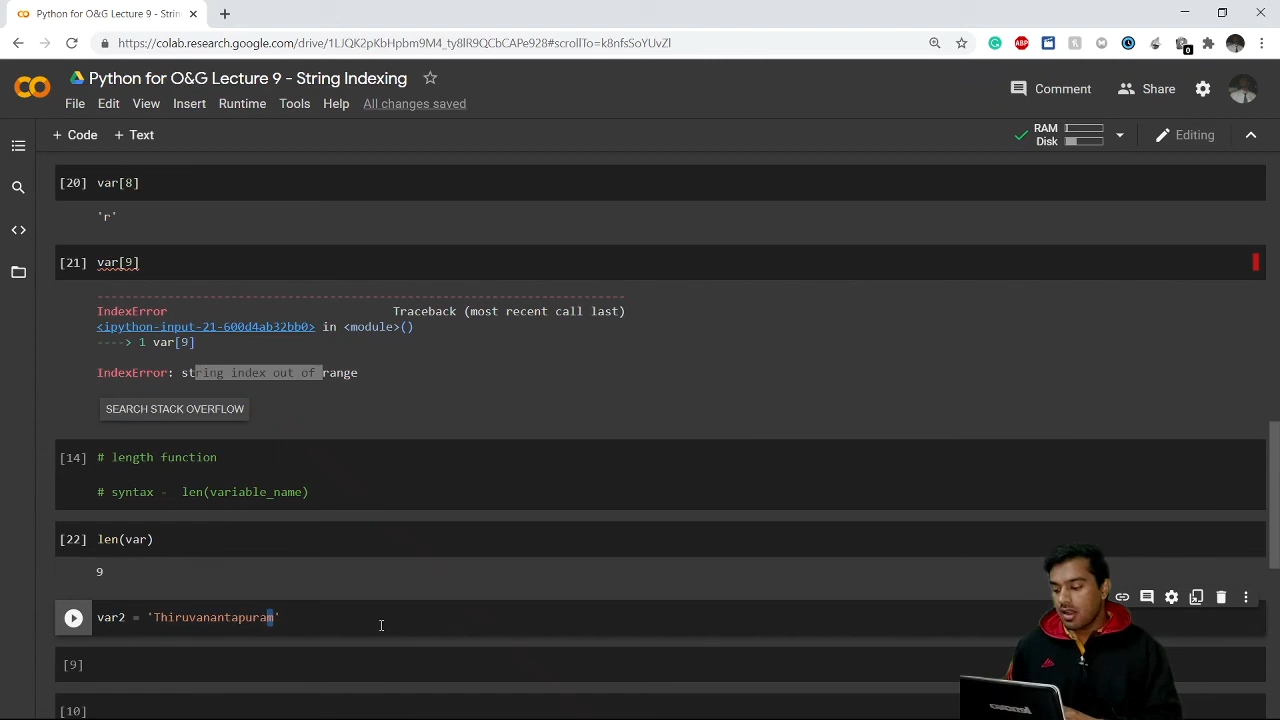 Python for O&G Lecture 9 - Strin
https://colab.research.google.com/drive/1LJQK2pKbHpbm9M4_ty8lR9OCbCAPe928#scrollTo=k8nfsSoYUvZl
ABP
0
Python for O&G Lecture 9 - String Indexing
File Edit View Insert Runtime Tools Help All changes saved
Comment
Share
+ Code + Text
RAM
Disk
Editing
[20] var[8]
'r'
[21] var[9]
---------------------------------------------------------------------------
IndexError Traceback (most recent call last)
<ipython-input-21-600d4ab32bb0> in <module>()
----> 1 var[9]
IndexError: string index out of range
SEARCH STACK OVERFLOW
[14] # length function
# syntax - len(variable_name)
[22] len(var)
9
var2 = 'Thiruvanantapuram'
[9]
[10]